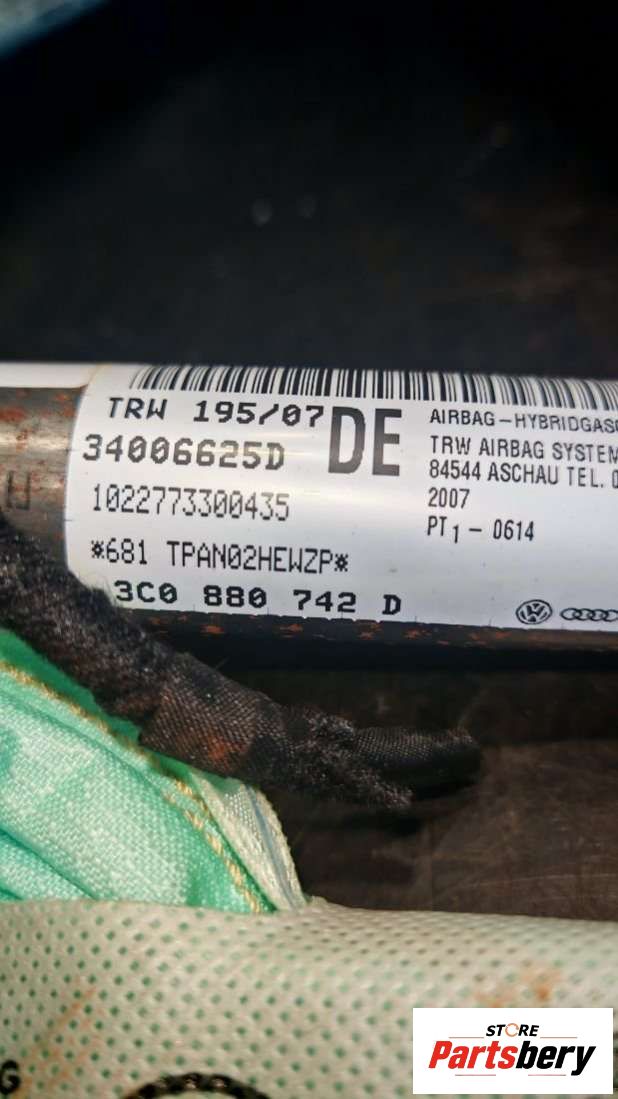 TRW 195/07
34006625D
DE
1022773300435
*681 TPAN02HEWZP*
3C0 880 742 D
AIRBAG-HYBRIDGAS
TRW AIRBAG SYSTEM
84544 ASCHAU TEL.
2007
PT1 - 0614
STORE
Partsbery